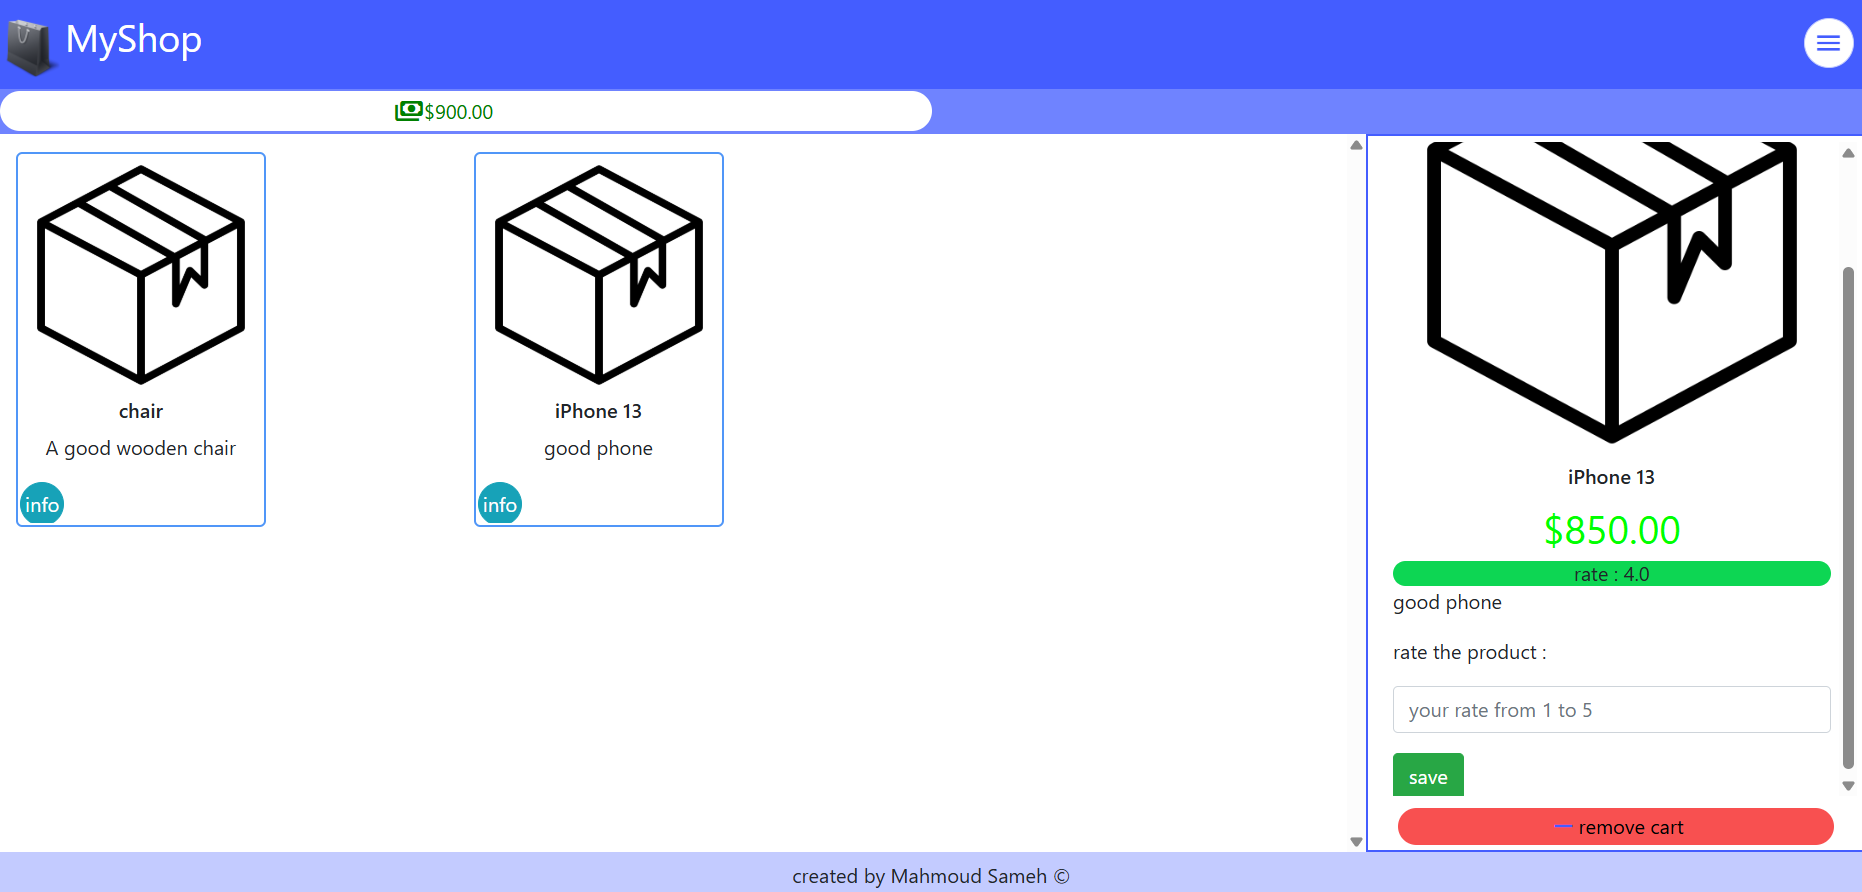 MyShop
$900.00
chair
A good wooden chair
info
iPhone 13
good phone
info
iPhone 13
$850.00
rate : 4.0
good phone
rate the product :
your rate from 1 to 5
save
remove cart
created by Mahmoud Sameh ©